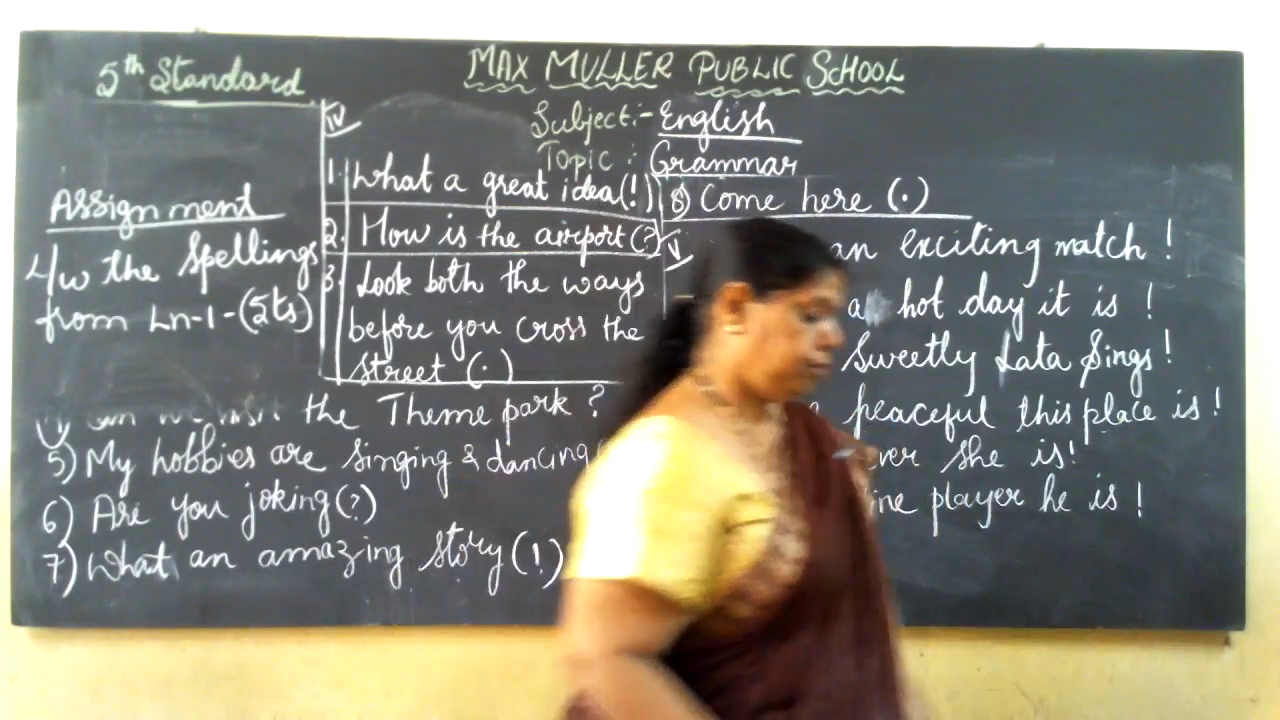 5th Standard
MAX MULLER PUBLIC SCHOOL
Subject:- English
Topic : Grammar
Assignment
L/w the Spellings
from Ln-1-(5ts)
IV
1. What a great idea(!)
2. How is the airport(?)
3. Look both the ways
before you cross the
street (.)
the Theme park ?
5) My hobbies are singing & dancing
6) Are you joking(?)
7) What an amazing story(!)
8) Come here (.)
V
an exciting match !
a hot day it is !
Sweetly Lata Sings!
peaceful this place is !
she is!
player he is !